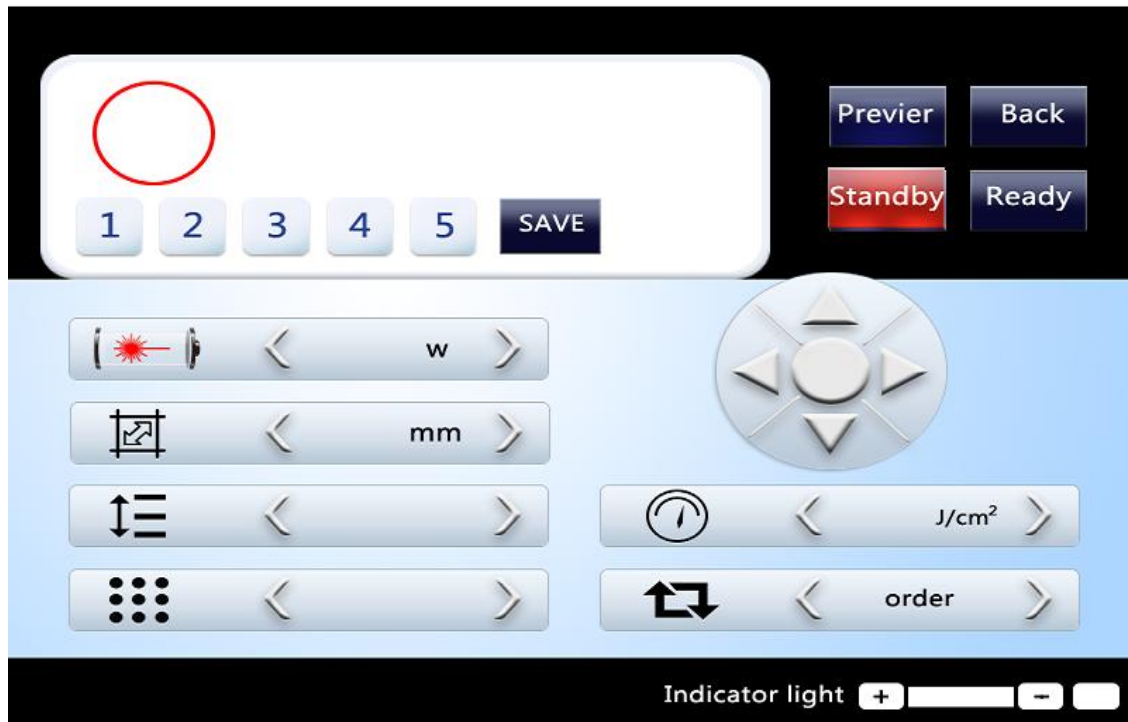 Previer Back
Standby Ready
1 2 3 4 5 SAVE
w
mm
J/cm²
order
Indicator light + -